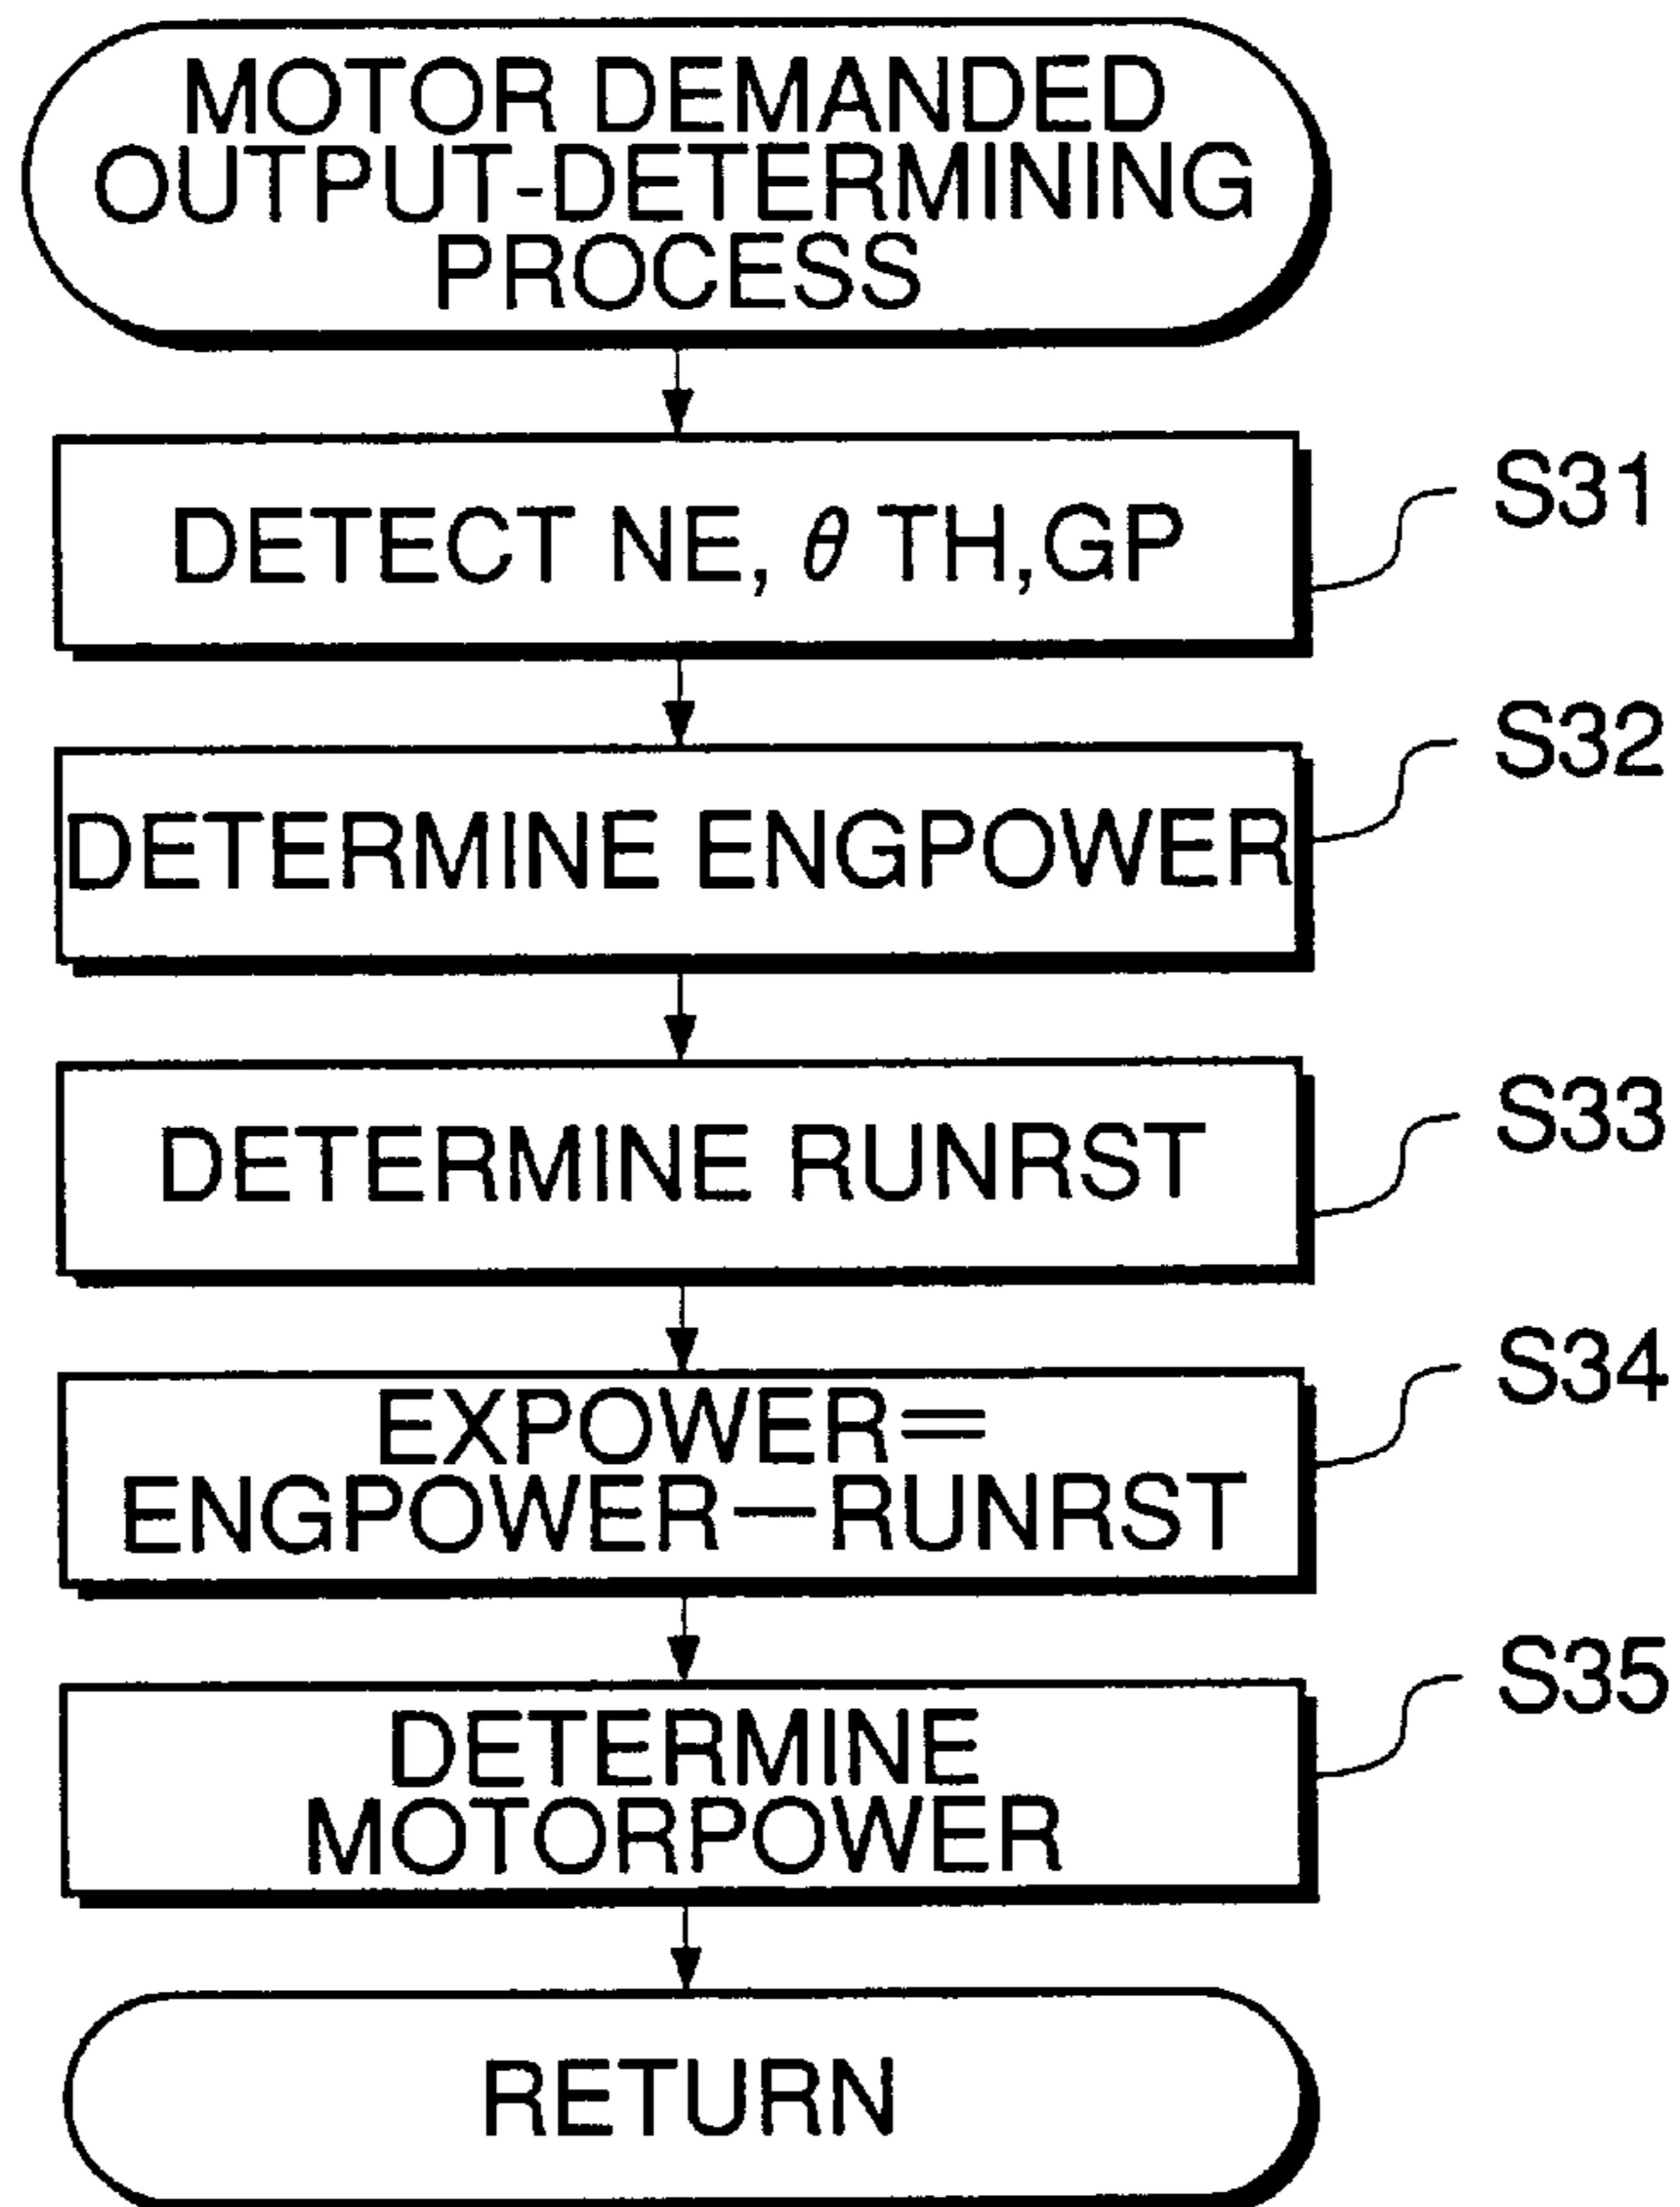 MOTOR DEMANDED
OUTPUT-DETERMINING
PROCESS
DETECT NE, θ TH,GP
S31
DETERMINE ENGPOWER
S32
DETERMINE RUNRST
S33
EXPOWER=
ENGPOWER—RUNRST
S34
DETERMINE
MOTORPOWER
S35
RETURN